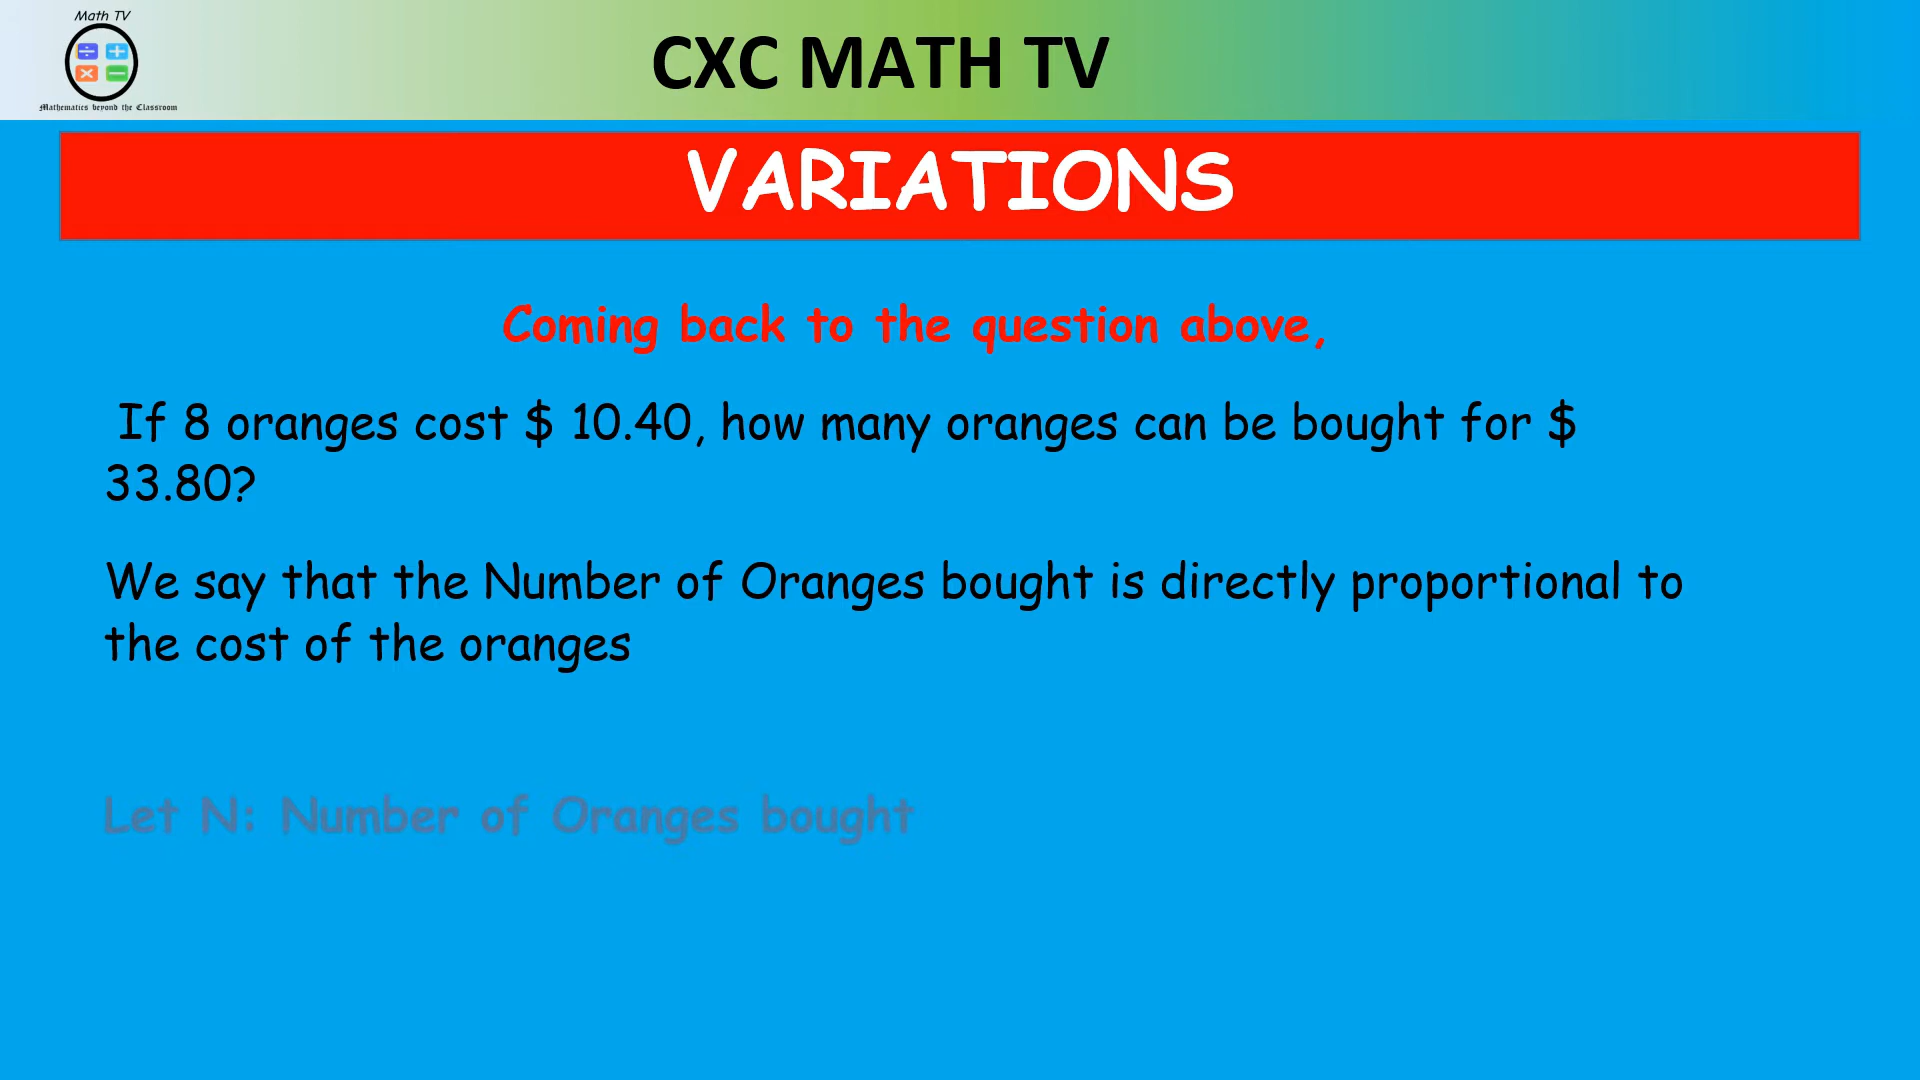 Math TV
Mathematics beyond the Classroom
CXC MATH TV
VARIATIONS
Coming back to the question above,
If 8 oranges cost $ 10.40, how many oranges can be bought for $
33.80?
We say that the Number of Oranges bought is directly proportional to
the cost of the oranges
Let N: Number of Oranges bought